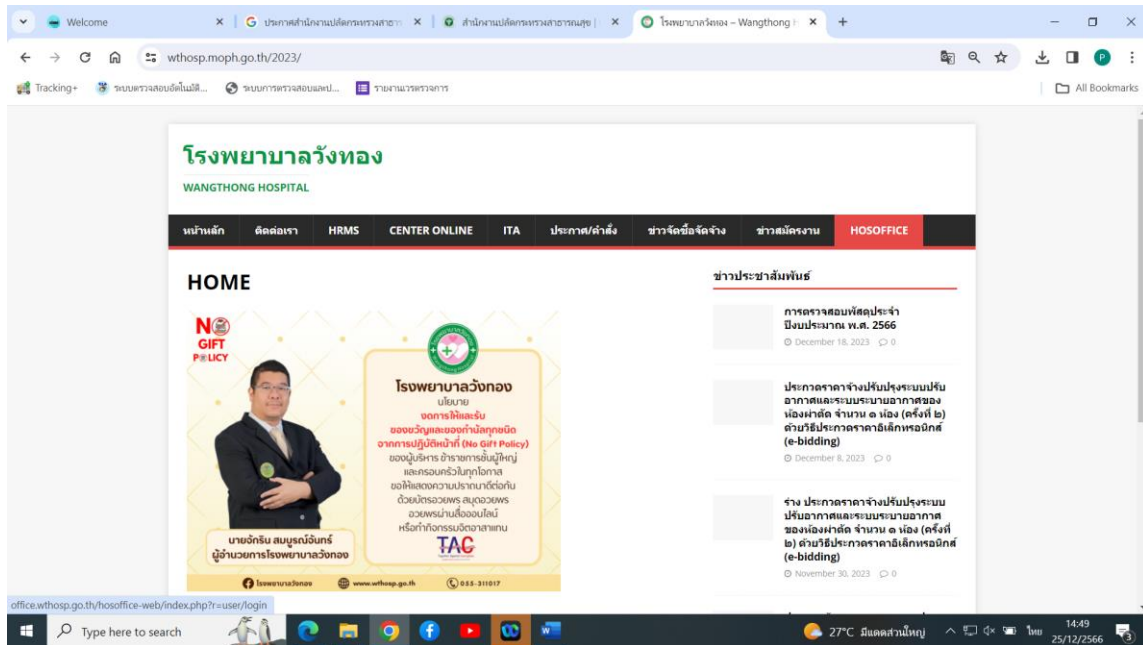 Welcome
ประกาศสำนักงานปลัดกระทรวงสาธาร
สำนักงานปลัดกระทรวงสาธารณสุข |
โรงพยาบาลวังทอง – Wangthong H
wthosp.moph.go.th/2023/
Tracking+
ระบบตรวจสอบอัตโนมัติ...
ระบบการตรวจสอบและป...
รายงานเวรตรวจการ
All Bookmarks
โรงพยาบาลวังทอง
WANGTHONG HOSPITAL
หน้าหลัก ติดต่อเรา HRMS CENTER ONLINE ITA ประกาศ/คำสั่ง ข่าวจัดซื้อจัดจ้าง ข่าวสมัครงาน HOSOFFICE
HOME
NO
GIFT
POLICY
โรงพยาบาลวังทอง
นโยบาย
งดการให้และรับ
ของขวัญและของกำนัลทุกชนิด
จากการปฏิบัติหน้าที่ (No Gift Policy)
ของผู้บริหาร ข้าราชการชั้นผู้ใหญ่
และครอบครัวในทุกโอกาส
ขอให้แสดงความปรารถนาดีต่อกัน
ด้วยบัตรอวยพร สมุดอวยพร
อวยพรผ่านสื่อออนไลน์
หรือทำกิจกรรมจิตอาสาแทน
TAC
นายจักริน สมบูรณ์จันทร์
ผู้อำนวยการโรงพยาบาลวังทอง
โรงพยาบาลวังทอง
www.wthosp.go.th
055-311017
ข่าวประชาสัมพันธ์
การตรวจสอบพัสดุประจำ
ปีงบประมาณ พ.ศ. 2566
December 18, 2023 0
ประกวดราคาจ้างปรับปรุงระบบปรับ
อากาศและระบบระบายอากาศของ
ห้องผ่าตัด จำนวน ๑ ห้อง (ครั้งที่ ๒)
ด้วยวิธีประกวดราคาอิเล็กทรอนิกส์
(e-bidding)
December 8, 2023 0
ร่าง ประกวดราคาจ้างปรับปรุงระบบ
ปรับอากาศและระบบระบายอากาศ
ของห้องผ่าตัด จำนวน ๑ ห้อง (ครั้งที่
๒) ด้วยวิธีประกวดราคาอิเล็กทรอนิกส์
(e-bidding)
November 30, 2023 0
office.wthosp.go.th/hosoffice-web/index.php?r=user/login
Type here to search
27°C มีแดดส่วนใหญ่
ไทย
14:49
25/12/2566